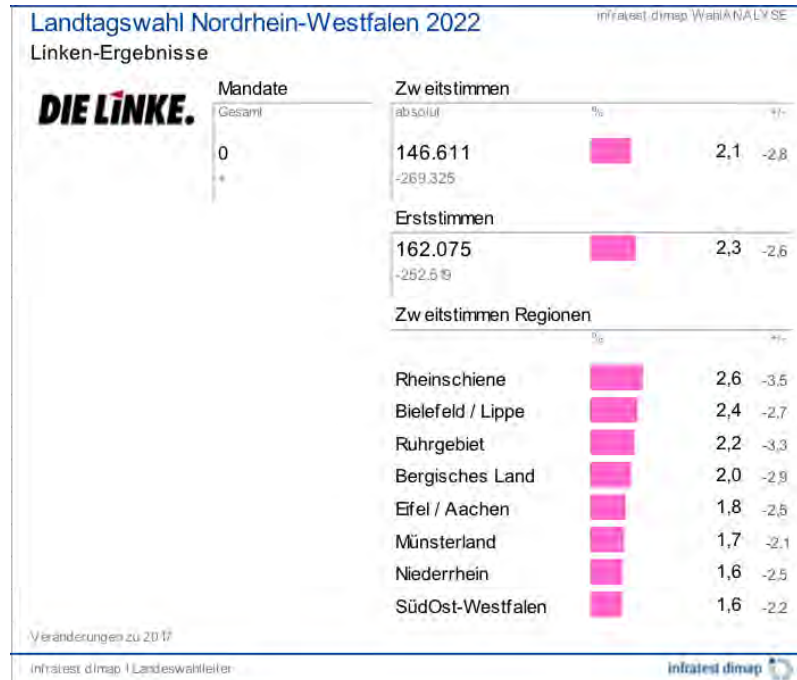 Landtagswahl Nordrhein-Westfalen 2022
infratest dimap WahlANALYSE
Linken-Ergebnisse
DIE LINKE.
Mandate
Gesamt
0
Zweitstimmen
absolut % +/-
146.611 2,1 -2,8
-269.325
Erststimmen
162.075 2,3 -2,6
-252.619
Zweitstimmen Regionen
% +/-
Rheinschiene 2,6 -3,5
Bielefeld / Lippe 2,4 -2,7
Ruhrgebiet 2,2 -3,3
Bergisches Land 2,0 -2,9
Eifel / Aachen 1,8 -2,5
Münsterland 1,7 -2,1
Niederrhein 1,6 -2,5
SüdOst-Westfalen 1,6 -2,2
Veränderungen zu 2017
infratest dimap | Landeswahlleiter
infratest dimap